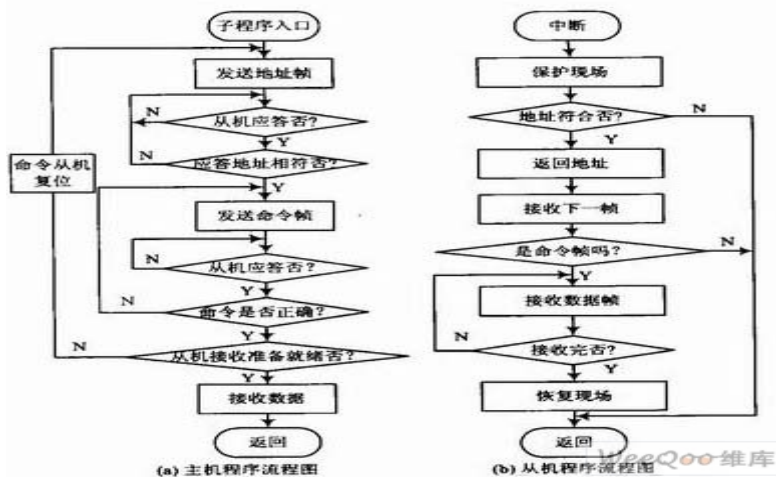 子程序入口
发送地址帧
N
从机应答否?
Y
N
应答地址相符否?
Y
命令从机
复位
发送命令帧
N
从机应答否?
Y
N
命令是否正确?
Y
N
从机接收准备就绪否?
Y
接收数据
返回
(a) 主机程序流程图
中断
保护现场
地址符合否?
N
Y
返回地址
接收下一帧
是命令帧吗?
N
Y
接收数据帧
N
接收完否?
Y
恢复现场
返回
(b) 从机程序流程图
WeeQoo维库